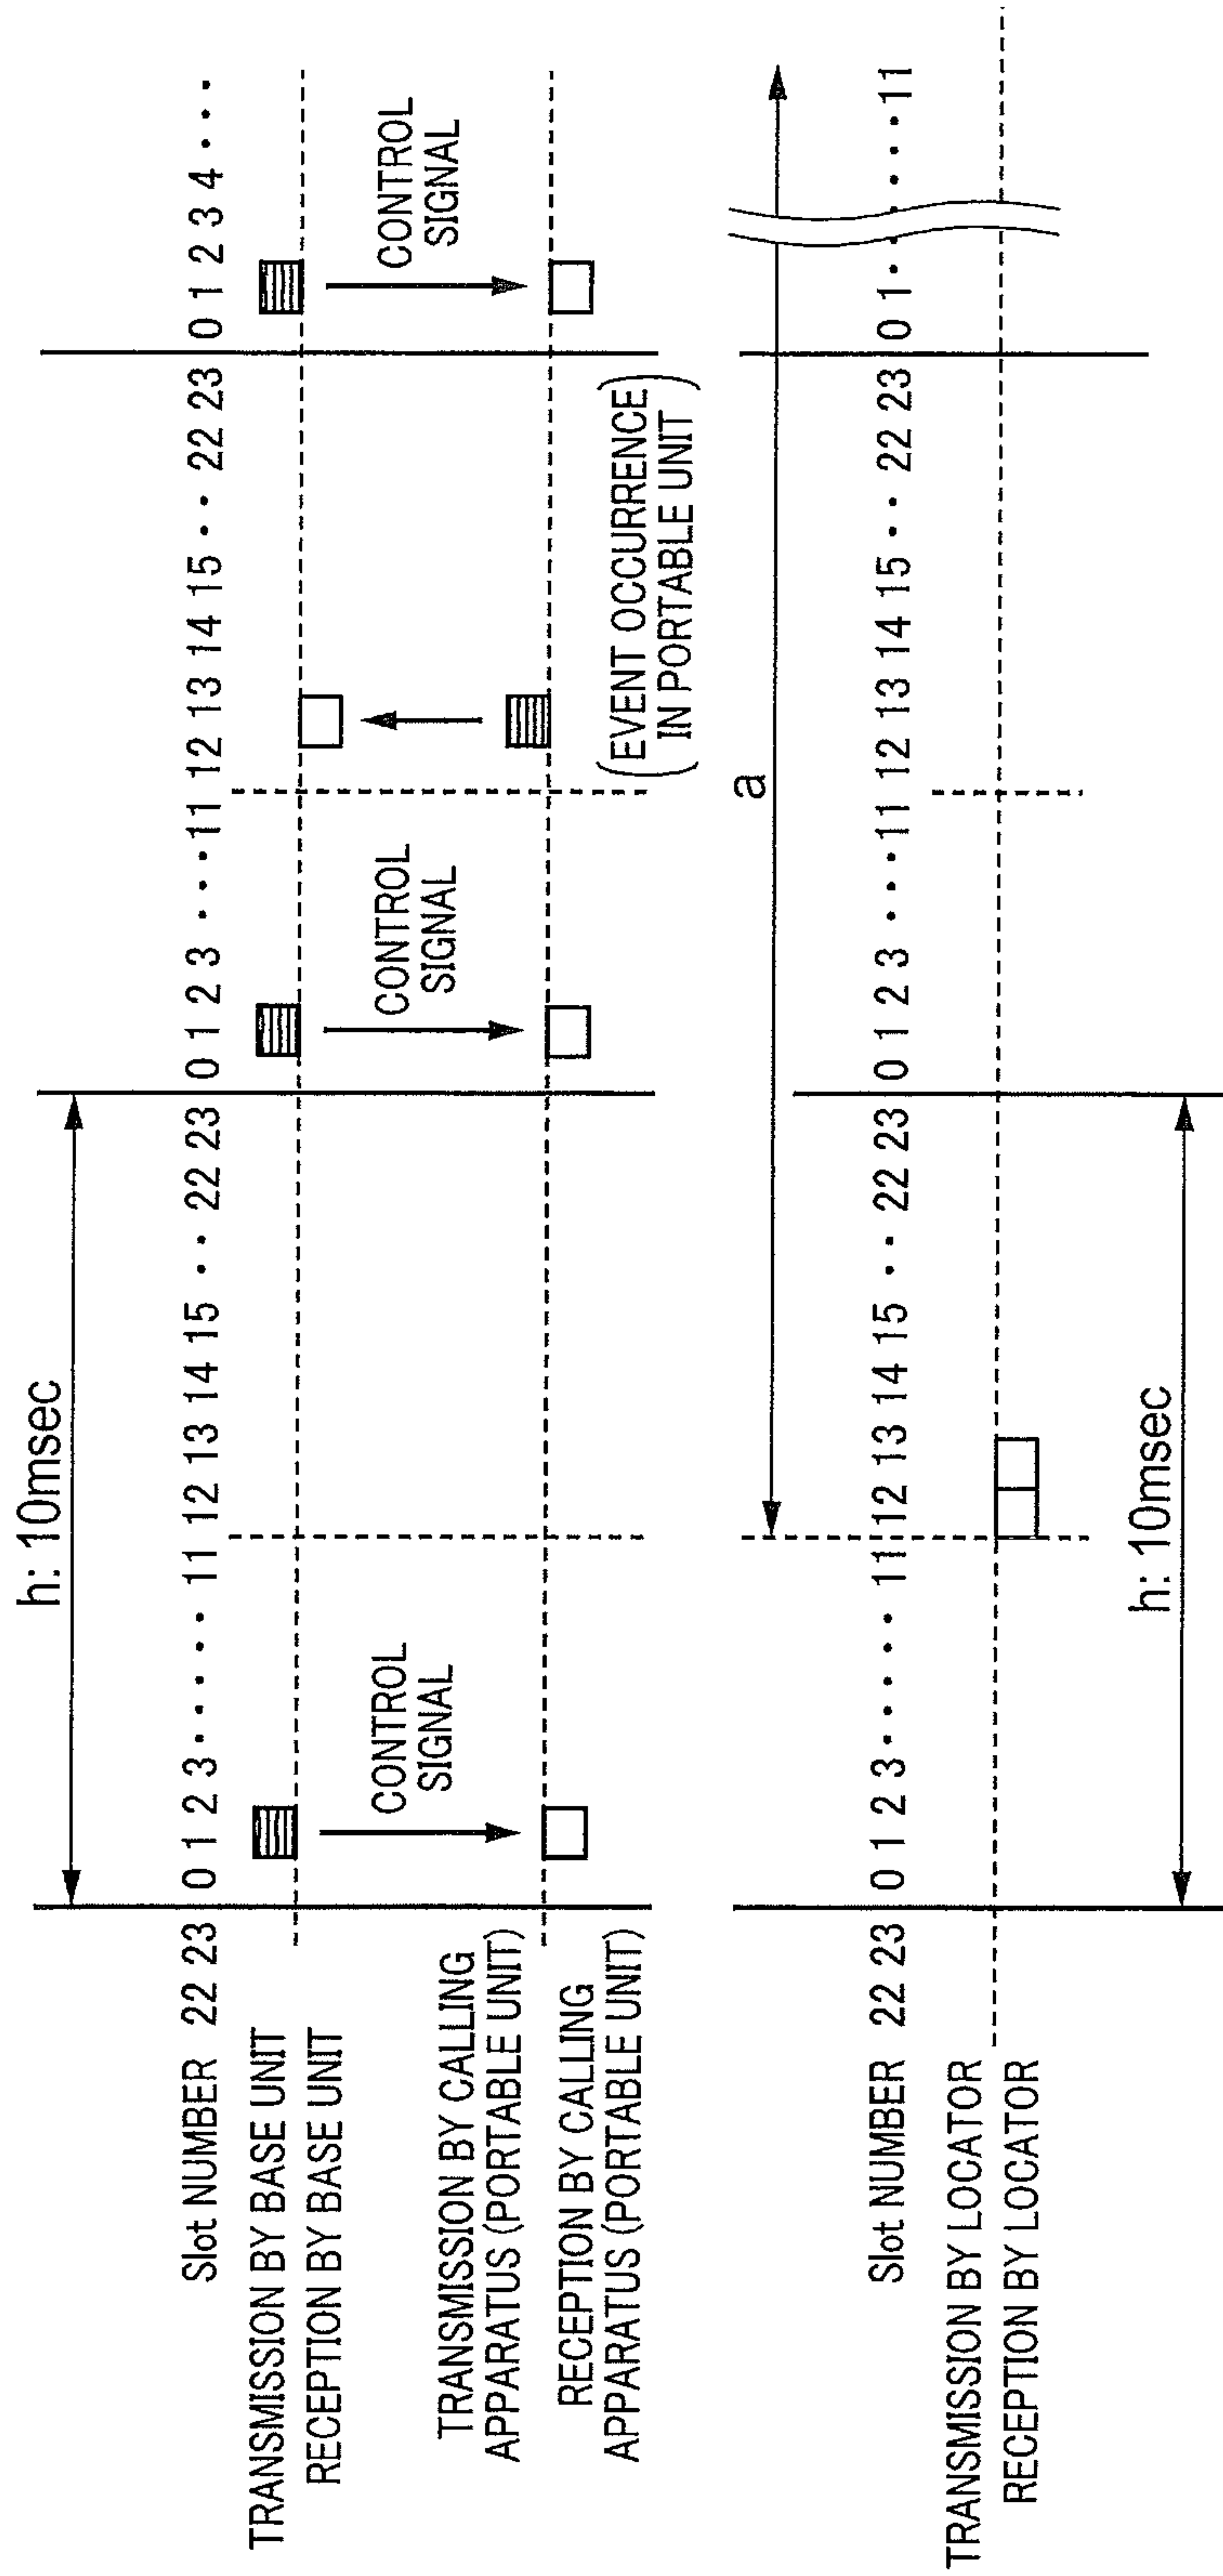 h: 10msec
Slot NUMBER 22 23 0 1 2 3 ····· 11 12 13 14 15 ·· 22 23 0 1 2 3 ····11 12 13 14 15 ·· 22 23 0 1 2 3 4 ···
TRANSMISSION BY BASE UNIT
RECEPTION BY BASE UNIT
CONTROL
SIGNAL
CONTROL
SIGNAL
CONTROL
SIGNAL
TRANSMISSION BY CALLING
APPARATUS (PORTABLE UNIT)
RECEPTION BY CALLING
APPARATUS (PORTABLE UNIT)
(EVENT OCCURRENCE
IN PORTABLE UNIT)
a
Slot NUMBER 22 23 0 1 2 3 ····· 11 12 13 14 15 ·· 22 23 0 1 2 3 ····11 12 13 14 15 ·· 22 23 0 1 ······11
TRANSMISSION BY LOCATOR
RECEPTION BY LOCATOR
h: 10msec